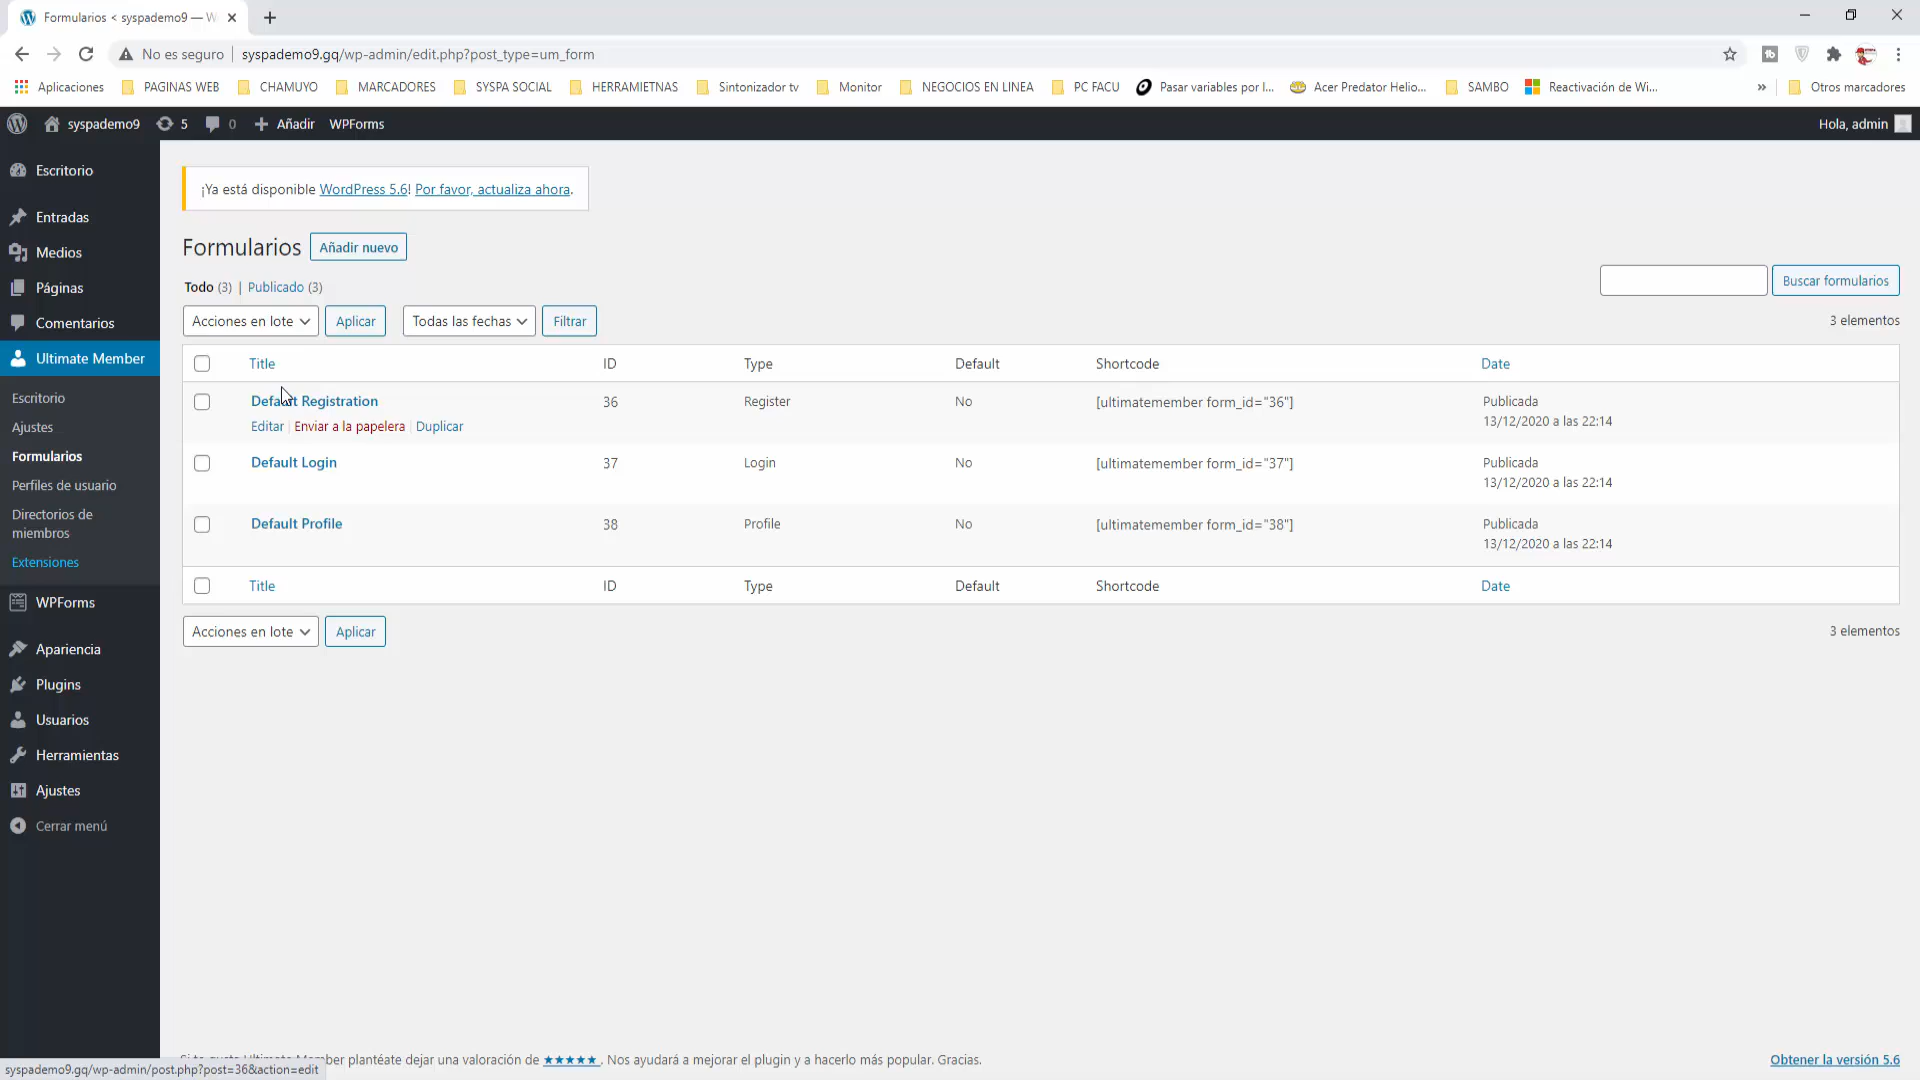 Formularios < syspademo9 — W
No es seguro
syspademo9.gq/wp-admin/edit.php?post_type=um_form
Aplicaciones
PAGINAS WEB
CHAMUYO
MARCADORES
SYSPA SOCIAL
HERRAMIETNAS
Sintonizador tv
Monitor
NEGOCIOS EN LINEA
PC FACU
Pasar variables por l...
Acer Predator Helio...
SAMBO
Reactivación de Wi...
»
Otros marcadores
syspademo9
5
0
Añadir
WPForms
Hola, admin
Escritorio
Entradas
Medios
Páginas
Comentarios
Ultimate Member
Escritorio
Ajustes
Formularios
Perfiles de usuario
Directorios de
miembros
Extensiones
WPForms
Apariencia
Plugins
Usuarios
Herramientas
Ajustes
Cerrar menú
¡Ya está disponible WordPress 5.6! Por favor, actualiza ahora.
Formularios
Añadir nuevo
Todo (3) | Publicado (3)
Buscar formularios
Acciones en lote
Aplicar
Todas las fechas
Filtrar
3 elementos
Title ID Type Default Shortcode Date
Default Registration 36 Register No [ultimatemember form_id="36"] Publicada
13/12/2020 a las 22:14
Editar | Enviar a la papelera | Duplicar
Default Login 37 Login No [ultimatemember form_id="37"] Publicada
13/12/2020 a las 22:14
Default Profile 38 Profile No [ultimatemember form_id="38"] Publicada
13/12/2020 a las 22:14
Title ID Type Default Shortcode Date
Acciones en lote
Aplicar
3 elementos
plantéate dejar una valoración de ★★★★★. Nos ayudará a mejorar el plugin y a hacerlo más popular. Gracias.
Obtener la versión 5.6
syspademo9.gq/wp-admin/post.php?post=36&action=edit